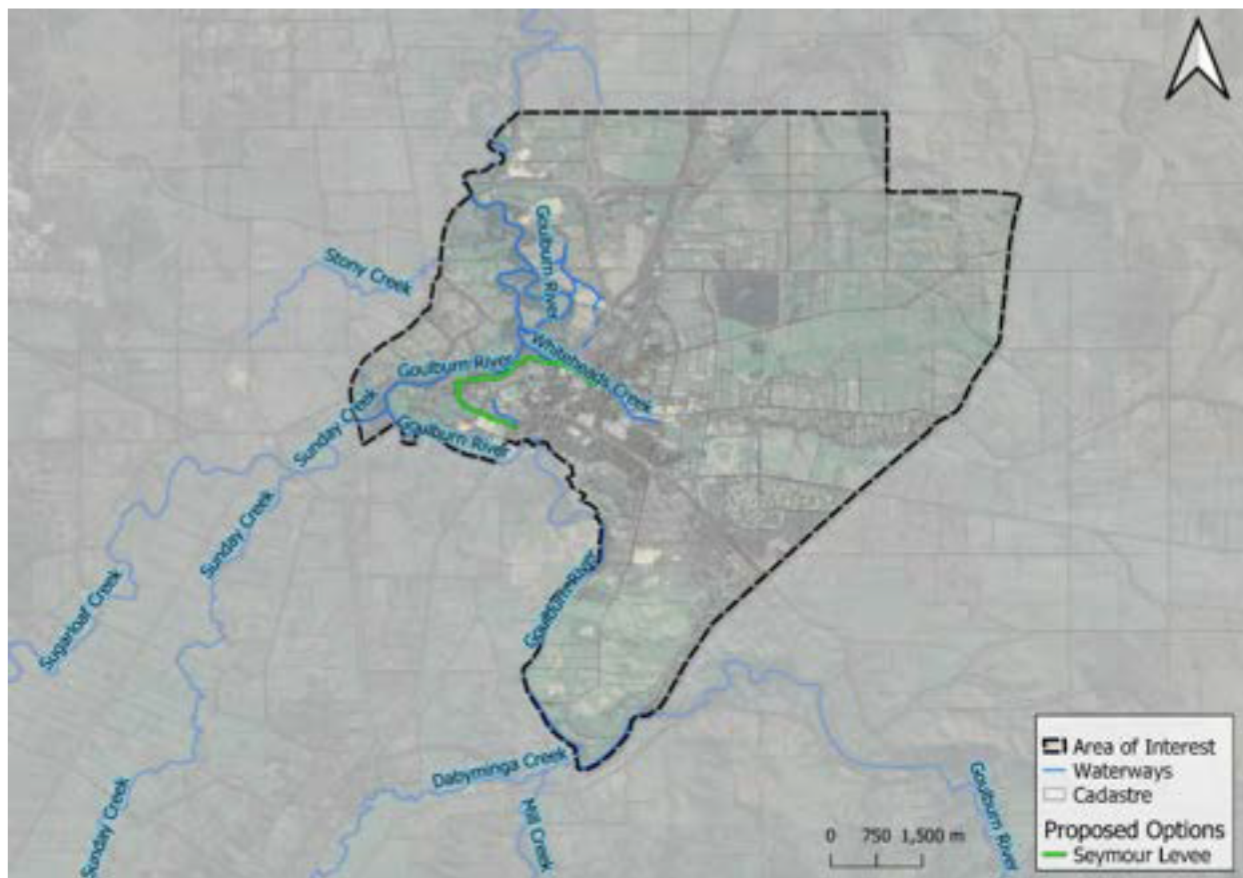 Goulburn River
Stony Creek
Whiteheads Creek
Goulburn River
Sunday Creek
Goulburn River
Sunday Creek
Goulburn River
Sugarloaf Creek
Dabyminga Creek
Mill Creek
Sunday Creek
Goulburn River
Area of Interest
Waterways
Cadastre
Proposed Options
Seymour Levee
0 750 1,500 m